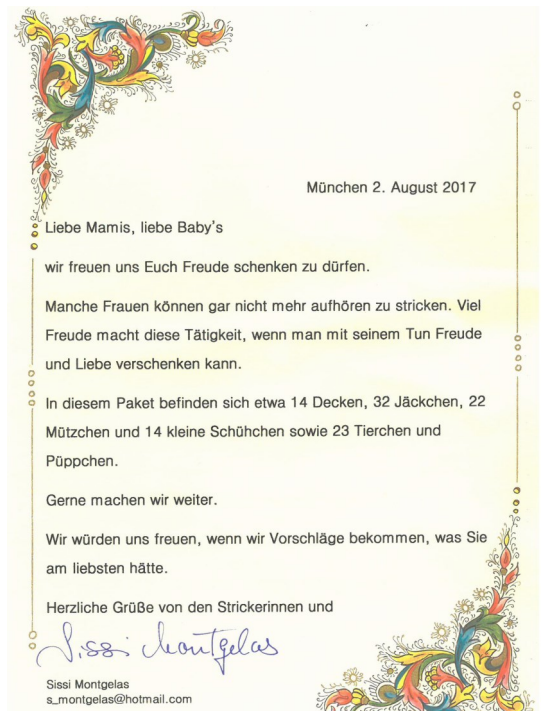 München 2. August 2017
Liebe Mamis, liebe Baby's
wir freuen uns Euch Freude schenken zu dürfen.
Manche Frauen können gar nicht mehr aufhören zu stricken. Viel
Freude macht diese Tätigkeit, wenn man mit seinem Tun Freude
und Liebe verschenken kann.
In diesem Paket befinden sich etwa 14 Decken, 32 Jäckchen, 22
Mützchen und 14 kleine Schühchen sowie 23 Tierchen und
Püppchen.
Gerne machen wir weiter.
Wir würden uns freuen, wenn wir Vorschläge bekommen, was Sie
am liebsten hätte.
Herzliche Grüße von den Strickerinnen und
Sissi Montgelas
Sissi Montgelas
s_montgelas@hotmail.com